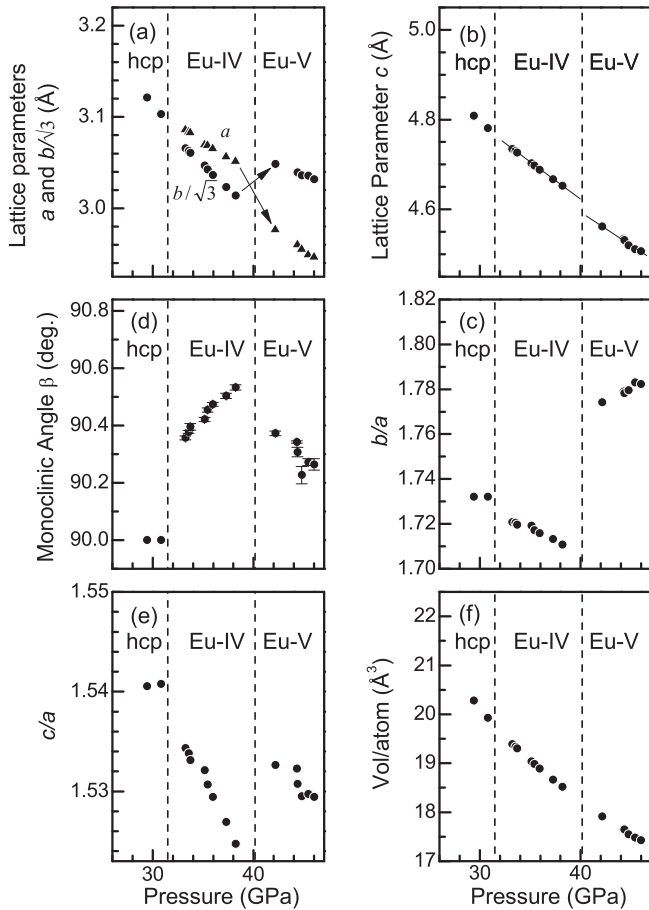 (a)
hcp
Eu-IV
Eu-V
a
b/√3
Lattice parameters
a and b/√3 (Å)
3.2
3.1
3.0
2.9
(b)
hcp
Eu-IV
Eu-V
Lattice Parameter c (Å)
5.0
4.8
4.6
4.4
(d)
hcp
Eu-IV
Eu-V
Monoclinic Angle β (deg.)
90.8
90.6
90.4
90.2
90.0
(c)
hcp
Eu-IV
Eu-V
b/a
1.82
1.80
1.78
1.76
1.74
1.72
1.70
(e)
hcp
Eu-IV
Eu-V
c/a
1.55
1.54
1.53
30
40
Pressure (GPa)
(f)
hcp
Eu-IV
Eu-V
Vol/atom (Å³)
22
21
20
19
18
17
30
40
Pressure (GPa)